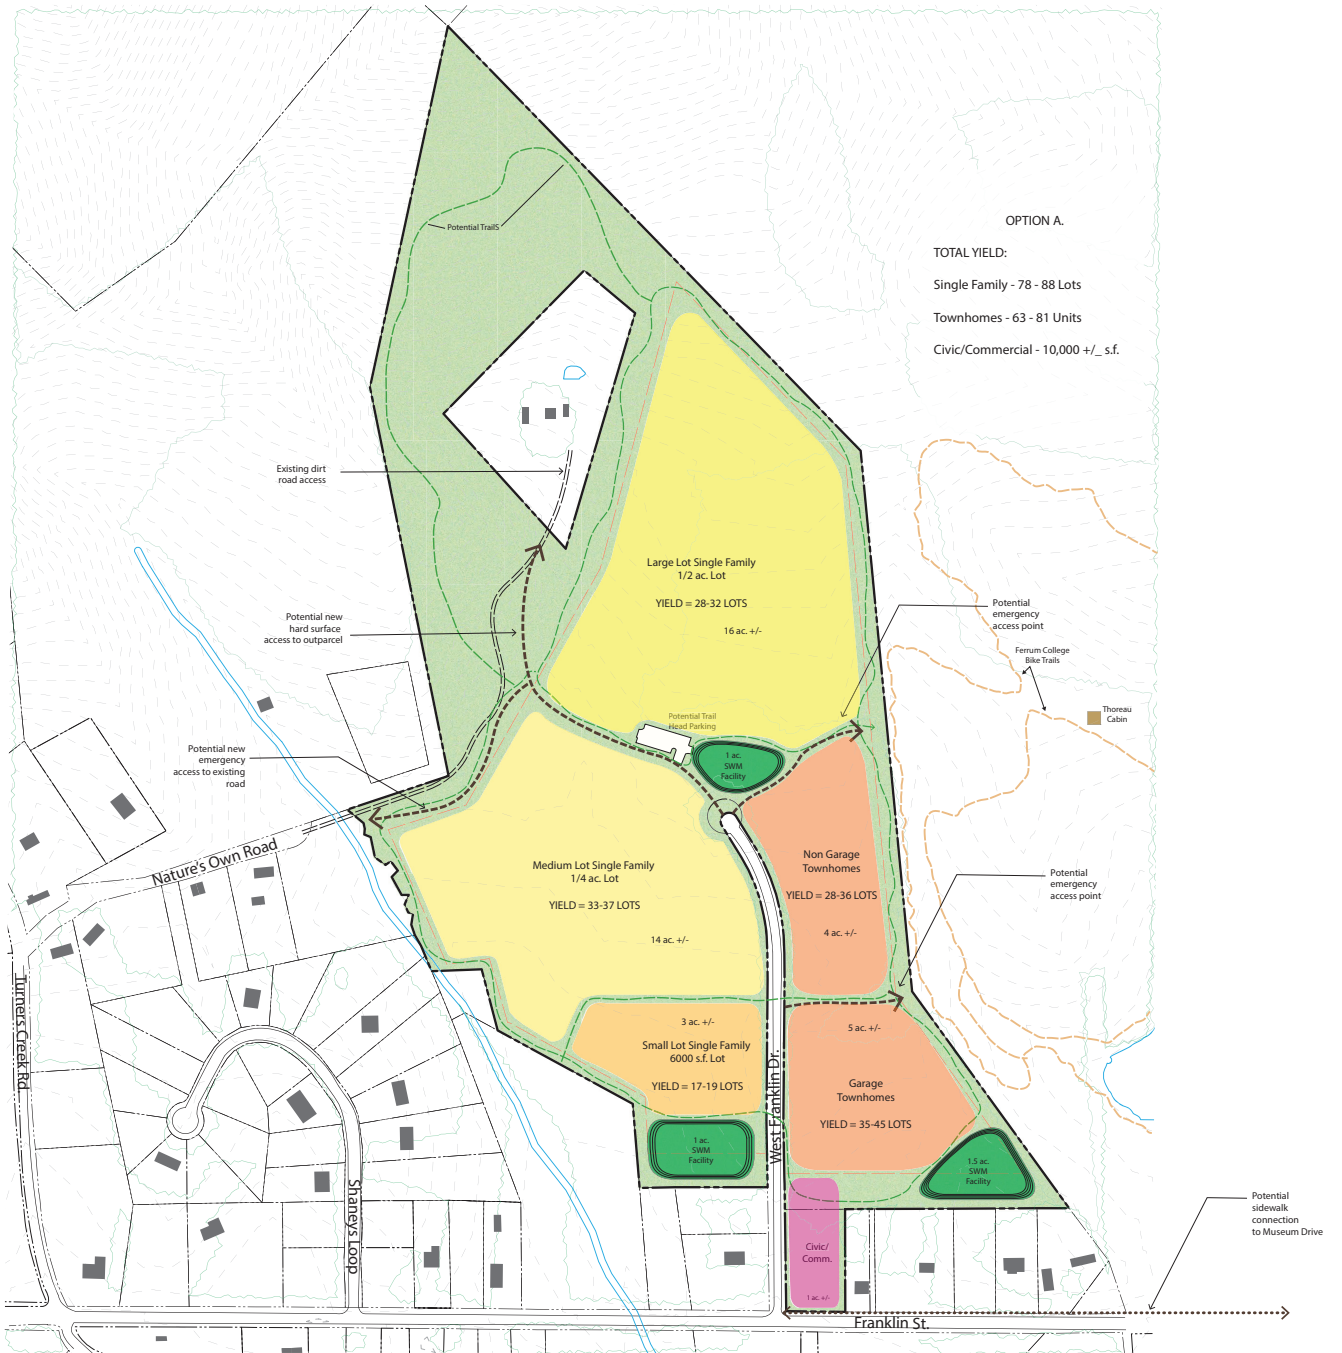 OPTION A.
TOTAL YIELD:
Single Family - 78 - 88 Lots
Townhomes - 63 - 81 Units
Civic/Commercial - 10,000 +/_ s.f.
Potential TrailS
Existing dirt
road access
Large Lot Single Family
1/2 ac. Lot
YIELD = 28-32 LOTS
16 ac. +/-
Potential new
hard surface
access to outparcel
Potential
emergency
access point
Ferrum College
Bike Trails
Thoreau
Cabin
Potential Trail
Head Parking
Potential new
emergency
access to existing
road
1 ac.
SWM
Facility
Nature's Own Road
Medium Lot Single Family
1/4 ac. Lot
YIELD = 33-37 LOTS
14 ac. +/-
Non Garage
Townhomes
YIELD = 28-36 LOTS
4 ac. +/-
Potential
emergency
access point
Turners Creek Rd
3 ac. +/-
Small Lot Single Family
6000 s.f. Lot
YIELD = 17-19 LOTS
5 ac. +/-
Garage
Townhomes
YIELD = 35-45 LOTS
West Franklin Dr.
1 ac.
SWM
Facility
1.5 ac.
SWM
Facility
Shaneys Loop
Civic/
Comm.
1 ac. +/-
Potential
sidewalk
connection
to Museum Drive
Franklin St.